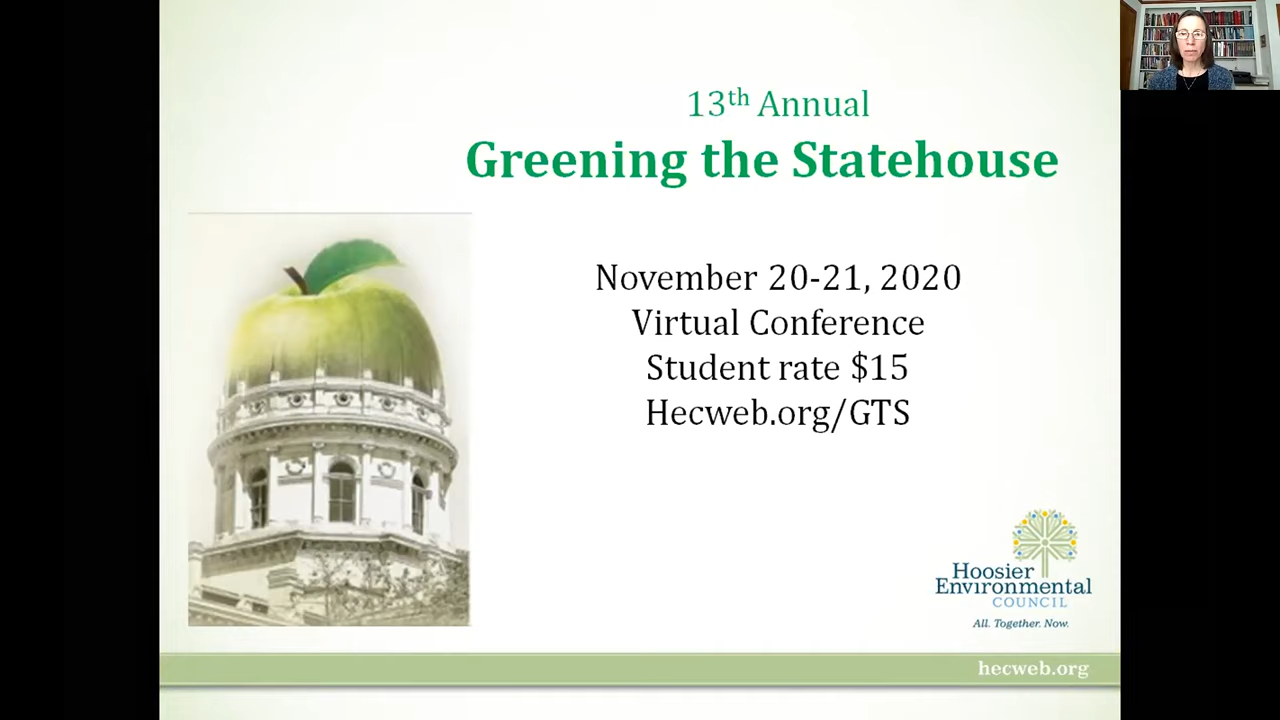 13th Annual
Greening the Statehouse
November 20-21, 2020
Virtual Conference
Student rate $15
Hecweb.org/GTS
Hoosier
Environmental
COUNCIL
All. Together. Now.
hecweb.org